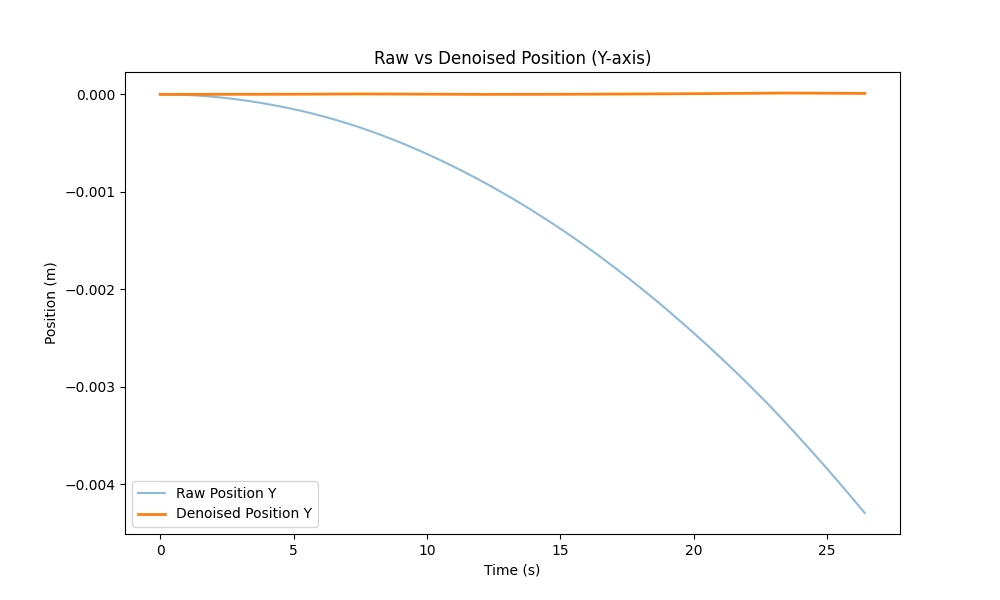 Raw vs Denoised Position (Y-axis)
Position (m)
0.000
−0.001
−0.002
−0.003
−0.004
Raw Position Y
Denoised Position Y
0 5 10 15 20 25
Time (s)